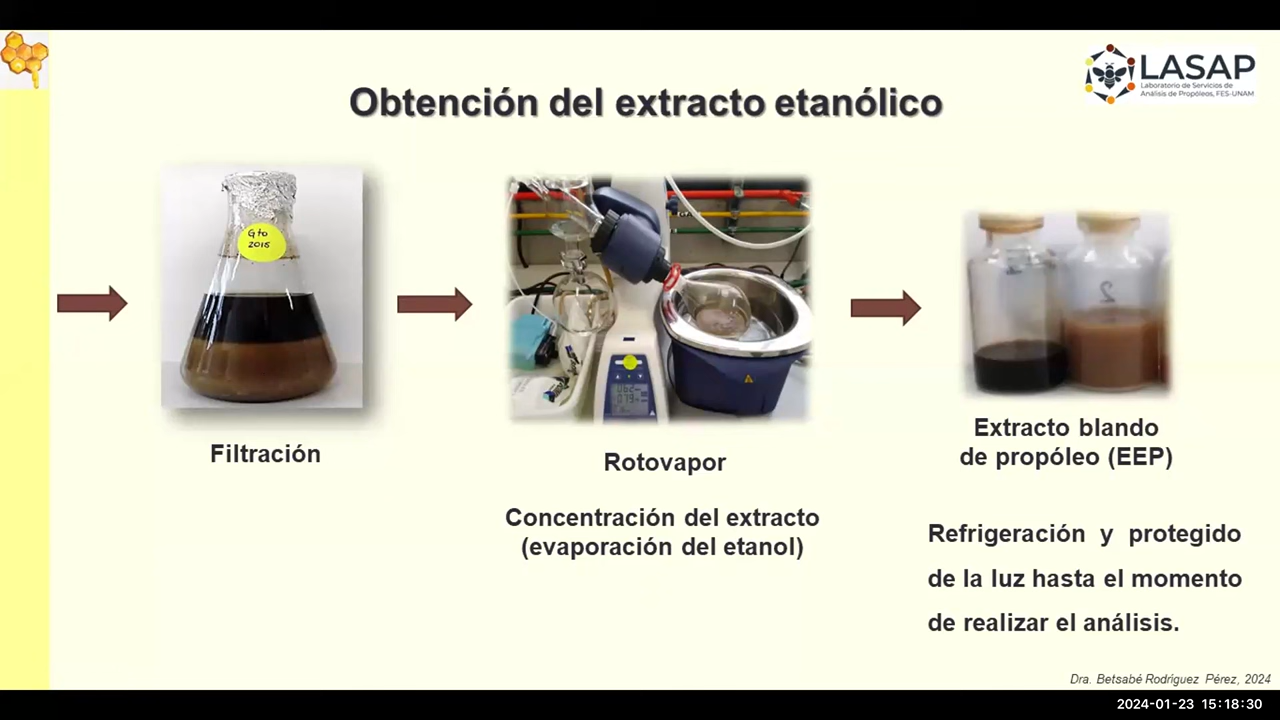 LASAP
Laboratorio de Servicios de
Análisis de Propóleos, FES-UNAM
Obtención del extracto etanólico
Gto
2015
Filtración
Rotovapor
Concentración del extracto
(evaporación del etanol)
2
Extracto blando
de propóleo (EEP)
Refrigeración y protegido
de la luz hasta el momento
de realizar el análisis.
Dra. Betsabé Rodríguez Pérez, 2024
2024-01-23 15:18:30